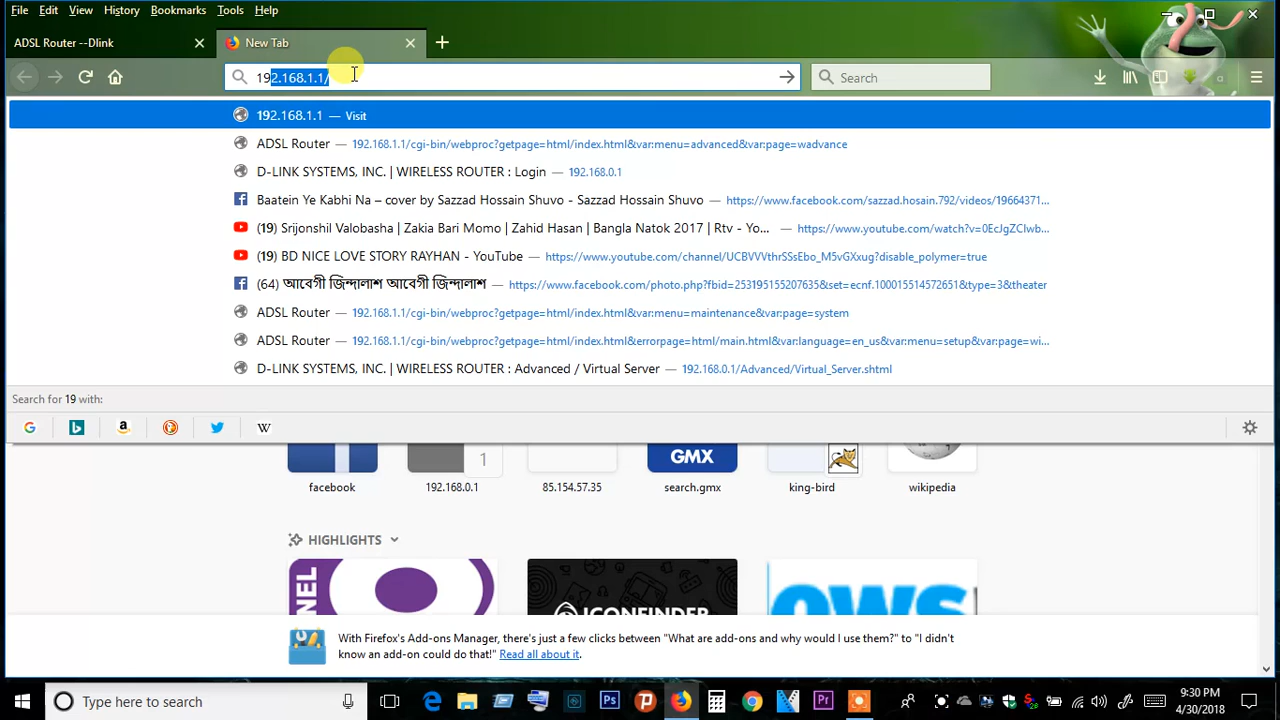 File Edit View History Bookmarks Tools Help
ADSL Router --Dlink New Tab
192.168.1.1/ Search
192.168.1.1 — Visit
ADSL Router — 192.168.1.1/cgi-bin/webproc?getpage=html/index.html&var:menu=advanced&var:page=wadvance
D-LINK SYSTEMS, INC. | WIRELESS ROUTER : Login — 192.168.0.1
Baatein Ye Kabhi Na – cover by Sazzad Hossain Shuvo - Sazzad Hossain Shuvo — https://www.facebook.com/sazzad.hosain.792/videos/19664371...
(19) Srijonshil Valobasha | Zakia Bari Momo | Zahid Hasan | Bangla Natok 2017 | Rtv - Yo... — https://www.youtube.com/watch?v=0EcJgZCIwb...
(19) BD NICE LOVE STORY RAYHAN - YouTube — https://www.youtube.com/channel/UCBVVVthrSSsEbo_M5vGXxug?disable_polymer=true
(64) আবেগী জিন্দালাশ আবেগী জিন্দালাশ — https://www.facebook.com/photo.php?fbid=253195155207635&set=ecnf.100015514572651&type=3&theater
ADSL Router — 192.168.1.1/cgi-bin/webproc?getpage=html/index.html&var:menu=maintenance&var:page=system
ADSL Router — 192.168.1.1/cgi-bin/webproc?getpage=html/index.html&errorpage=html/main.html&var:language=en_us&var:menu=setup&var:page=wi...
D-LINK SYSTEMS, INC. | WIRELESS ROUTER : Advanced / Virtual Server — 192.168.0.1/Advanced/Virtual_Server.shtml
Search for 19 with:
1 GMX
facebook 192.168.0.1 85.154.57.35 search.gmx king-bird wikipedia
HIGHLIGHTS
NEL ICONFINDER OWS
With Firefox's Add-ons Manager, there's just a few clicks between "What are add-ons and why would I use them?" to "I didn't
know an add-on could do that!" Read all about it.
Type here to search 9:30 PM
4/30/2018